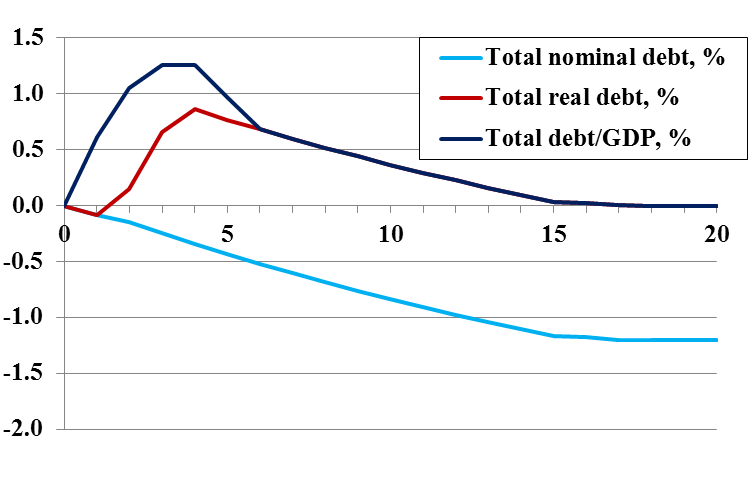 1.5
Total nominal debt, %
1.0
Total real debt, %
0.5
Total debt/GDP, %
0.0
0 5 10 15 20
-0.5
-1.0
-1.5
-2.0